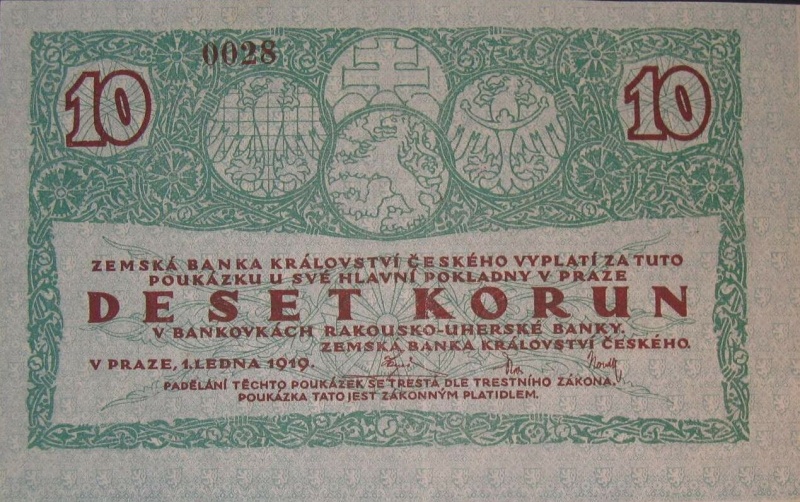 0028
10 10
ZEMSKÁ BANKA KRÁLOVSTVÍ ČESKÉHO VYPLATÍ ZA TUTO
POUKÁZKU U SVÉ HLAVNÍ POKLADNY V PRAZE
DESET KORUN
V BANKOVKÁCH RAKOUSKO-UHERSKÉ BANKY.
ZEMSKA BANKA KRÁLOVSTVÍ ČESKÉHO.
V PRAZE, 1. LEDNA 1919.
PADĚLÁNÍ TĚCHTO POUKÁZEK SE TRESTÁ DLE TRESTNÍHO ZÁKONA.
POUKÁZKA TATO JEST ZÁKONNÝM PLATIDLEM.